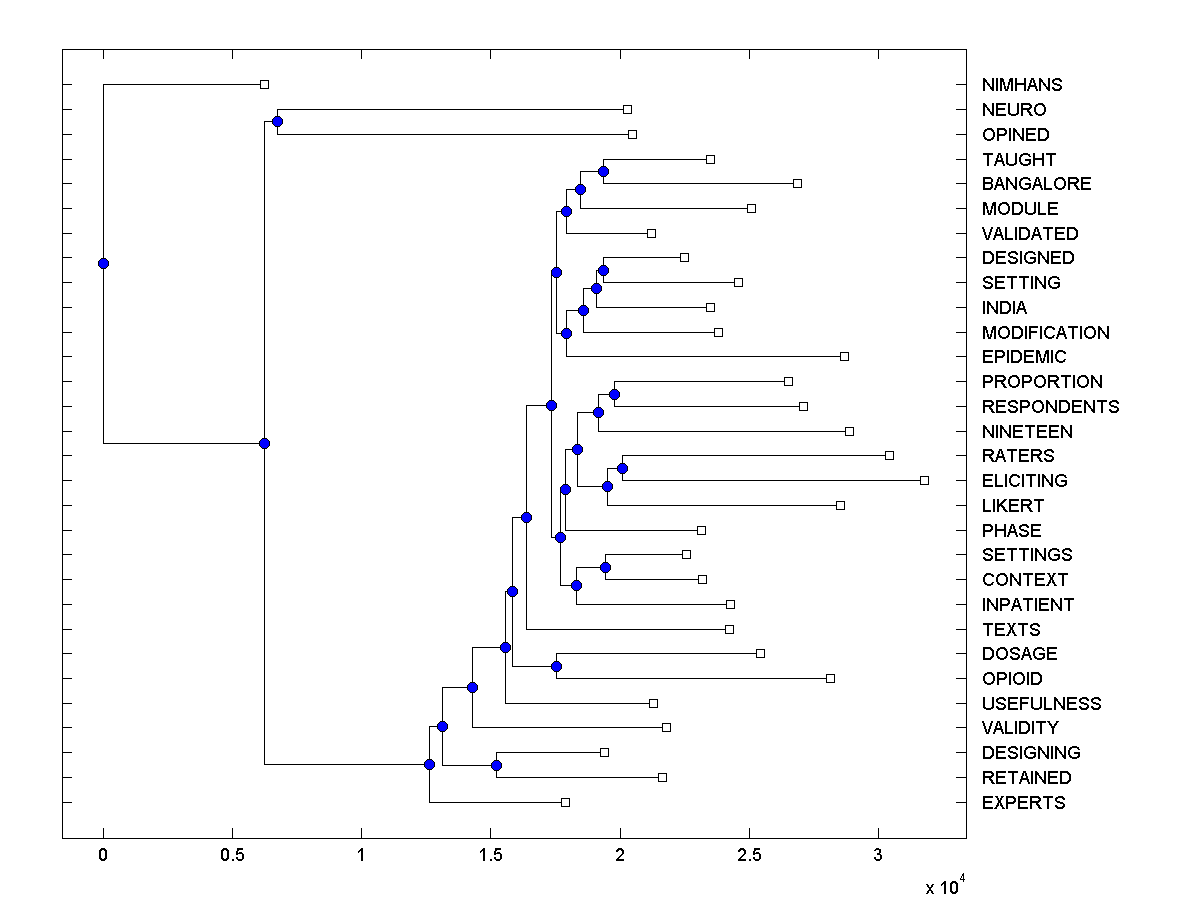 NIMHANS
NEURO
OPINED
TAUGHT
BANGALORE
MODULE
VALIDATED
DESIGNED
SETTING
INDIA
MODIFICATION
EPIDEMIC
PROPORTION
RESPONDENTS
NINETEEN
RATERS
ELICITING
LIKERT
PHASE
SETTINGS
CONTEXT
INPATIENT
TEXTS
DOSAGE
OPIOID
USEFULNESS
VALIDITY
DESIGNING
RETAINED
EXPERTS
0 0.5 1 1.5 2 2.5 3
x 10^4